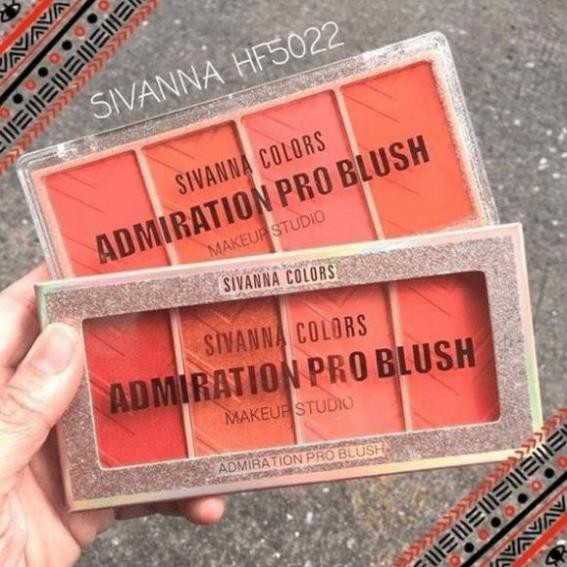 SIVANNA HF5022
SIVANNA COLORS
ADMIRATION PRO BLUSH
MAKEUP STUDIO
SIVANNA COLORS
SIVANNA COLORS
ADMIRATION PRO BLUSH
MAKEUP STUDIO
ADMIRATION PRO BLUSH